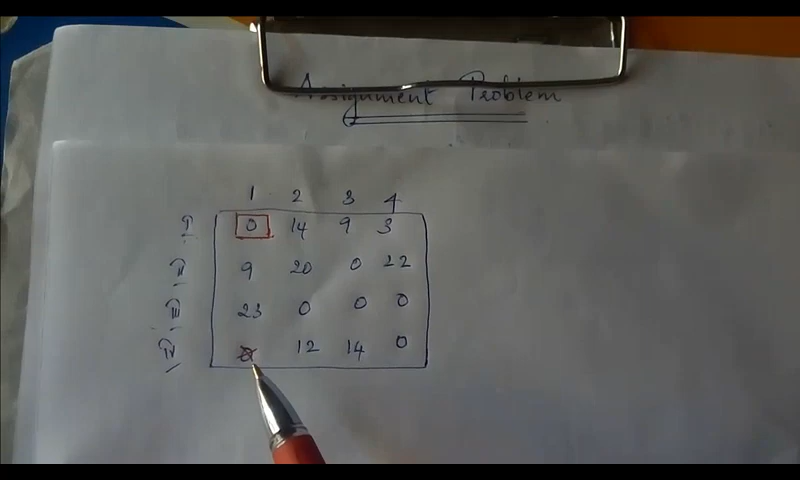 Assignment Problem
1 2 3 4
I 0 14 9 3
II 9 20 0 22
III 23 0 0 0
IV 0 12 14 0